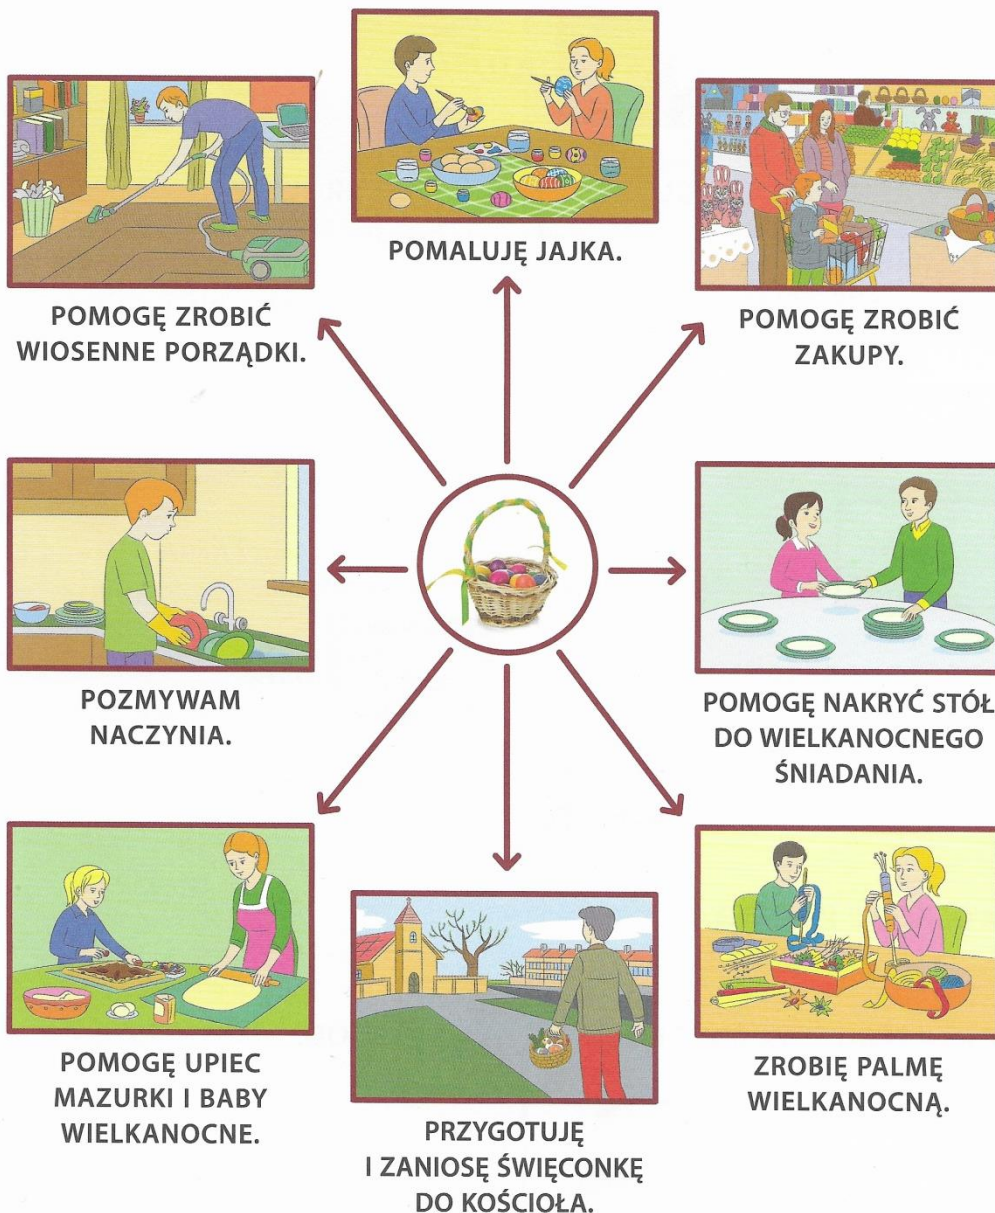 POMALUJĘ JAJKA.
POMOGĘ ZROBIĆ
WIOSENNE PORZĄDKI.
POMOGĘ ZROBIĆ
ZAKUPY.
POZMYWAM
NACZYNIA.
POMOGĘ NAKRYĆ STÓŁ
DO WIELKANOCNEGO
ŚNIADANIA.
POMOGĘ UPIEC
MAZURKI I BABY
WIELKANOCNE.
PRZYGOTUJĘ
I ZANIOSĘ ŚWIĘCONKĘ
DO KOŚCIOŁA.
ZROBIĘ PALMĘ
WIELKANOCNĄ.